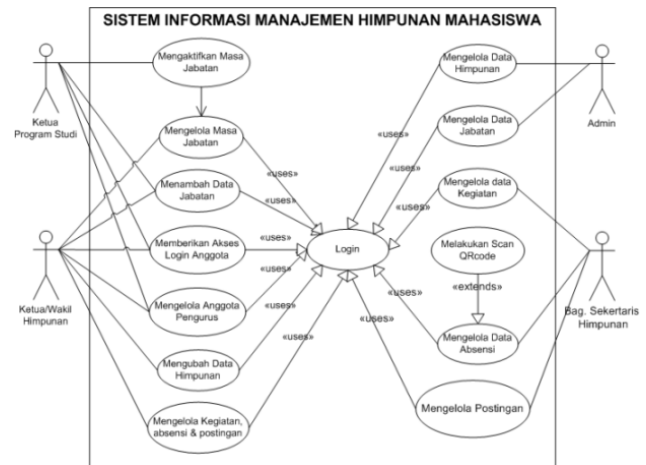 SISTEM INFORMASI MANAJEMEN HIMPUNAN MAHASISWA
Mengaktifkan Masa
Jabatan
Ketua
Program Studi
Mengelola Masa
Jabatan
«uses»
Menambah Data
Jabatan
«uses»
Memberikan Akses
Login Anggota
«uses»
Ketua/Wakil
Himpunan
Mengelola Anggota
Pengurus
«uses»
Mengubah Data
Himpunan
«uses»
Mengelola Kegiatan,
absensi & postingan
«uses»
Login
Mengelola Data
Himpunan
«uses»
Admin
Mengelola Data
Jabatan
«uses»
Mengelola data
Kegiatan
«uses»
Melakukan Scan
QRcode
«extends»
Bag. Sekertaris
Himpunan
Mengelola Data
Absensi
«uses»
Mengelola Postingan
«uses»